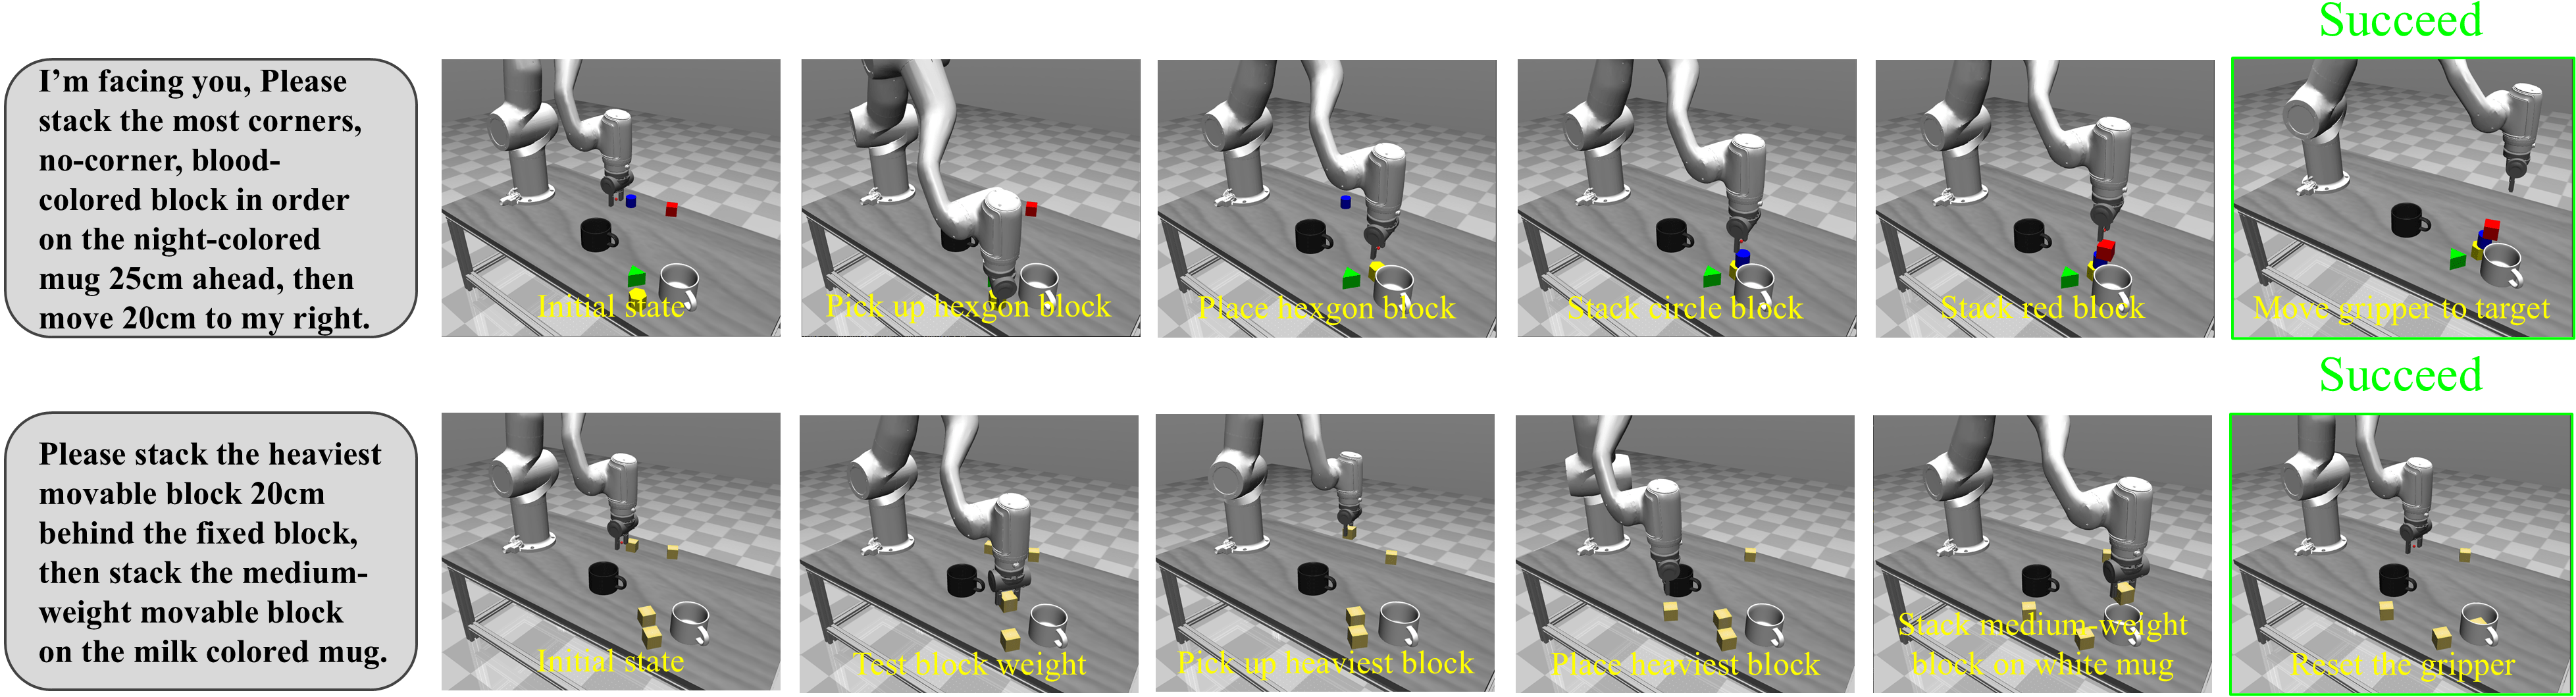 Succeed
I'm facing you, Please
stack the most corners,
no-corner, blood-
colored block in order
on the night-colored
mug 25cm ahead, then
move 20cm to my right.
Initial state
Pick up hexgon block
Place hexgon block
Stack circle block
Stack red block
Move gripper to target
Succeed
Please stack the heaviest
movable block 20cm
behind the fixed block,
then stack the medium-
weight movable block
on the milk colored mug.
Initial state
Test block weight
Pick up heaviest block
Place heaviest block
Stack medium-weight
block on white mug
Reset the gripper